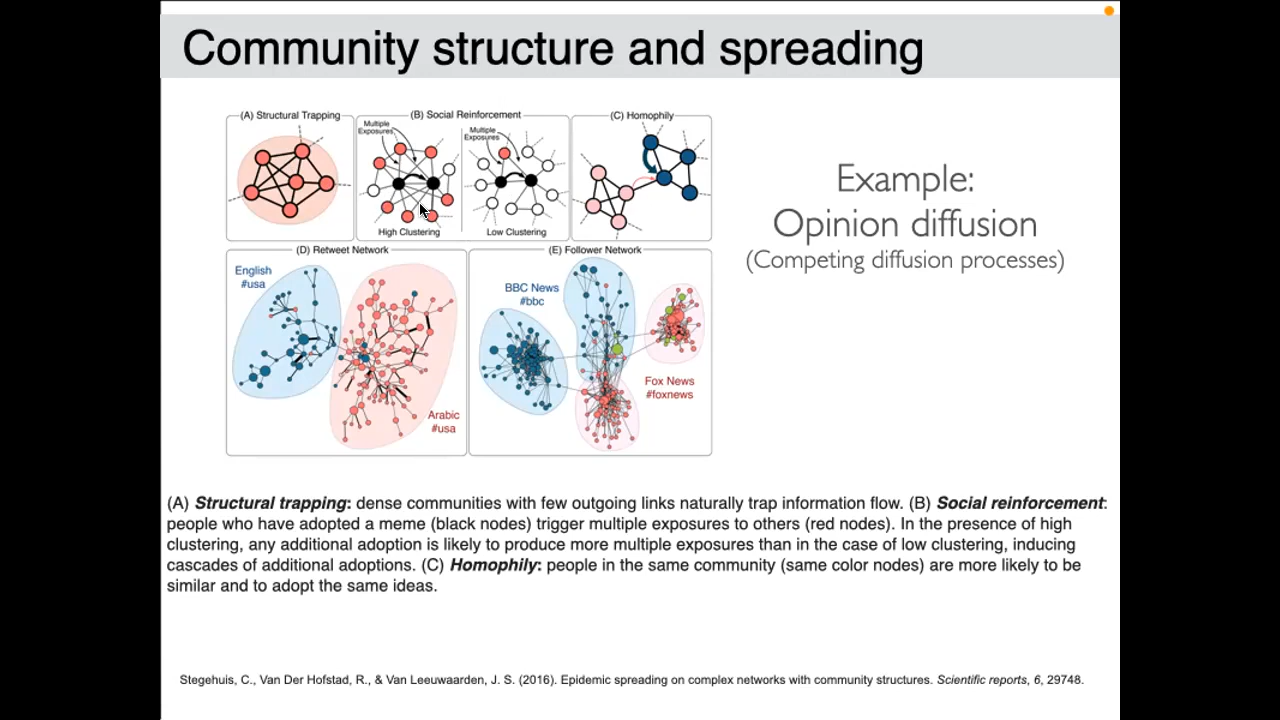 Community structure and spreading
(A) Structural Trapping
(B) Social Reinforcement
(C) Homophily
Multiple
Exposures
Multiple
Exposures
High Clustering
Low Clustering
Example:
Opinion diffusion
(Competing diffusion processes)
(D) Retweet Network
(E) Follower Network
English
#usa
Arabic
#usa
BBC News
#bbc
Fox News
#foxnews
(A) Structural trapping: dense communities with few outgoing links naturally trap information flow. (B) Social reinforcement:
people who have adopted a meme (black nodes) trigger multiple exposures to others (red nodes). In the presence of high
clustering, any additional adoption is likely to produce more multiple exposures than in the case of low clustering, inducing
cascades of additional adoptions. (C) Homophily: people in the same community (same color nodes) are more likely to be
similar and to adopt the same ideas.
Stegehuis, C., Van Der Hofstad, R., & Van Leeuwaarden, J. S. (2016). Epidemic spreading on complex networks with community structures. Scientific reports, 6, 29748.